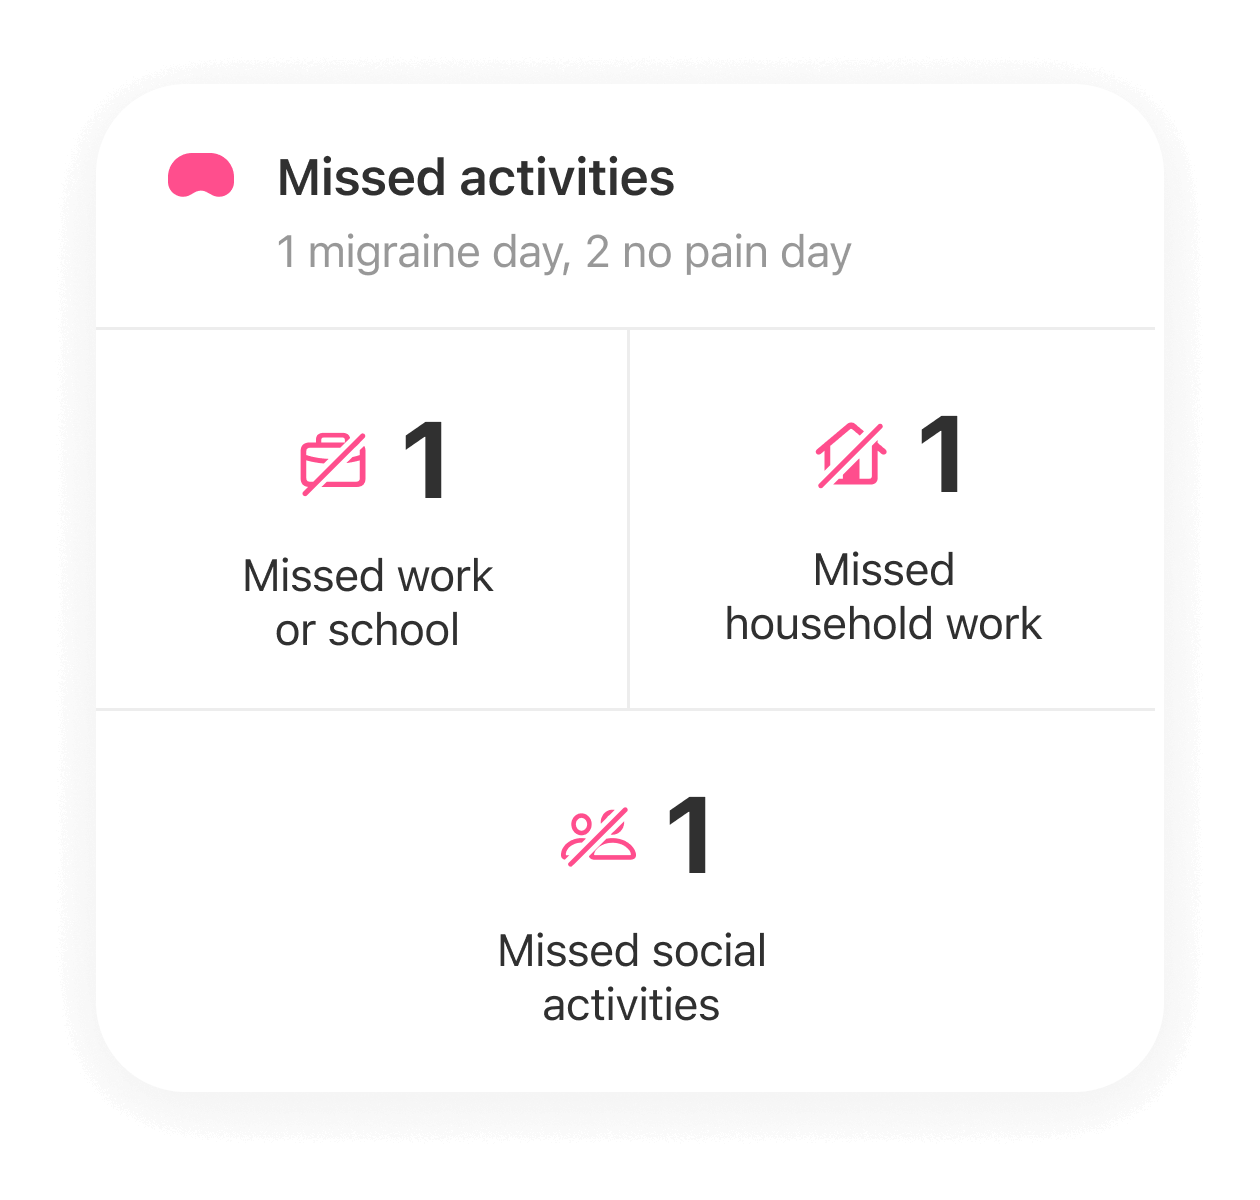 Missed activities
1 migraine day, 2 no pain day
1
Missed work
or school
1
Missed
household work
1
Missed social
activities